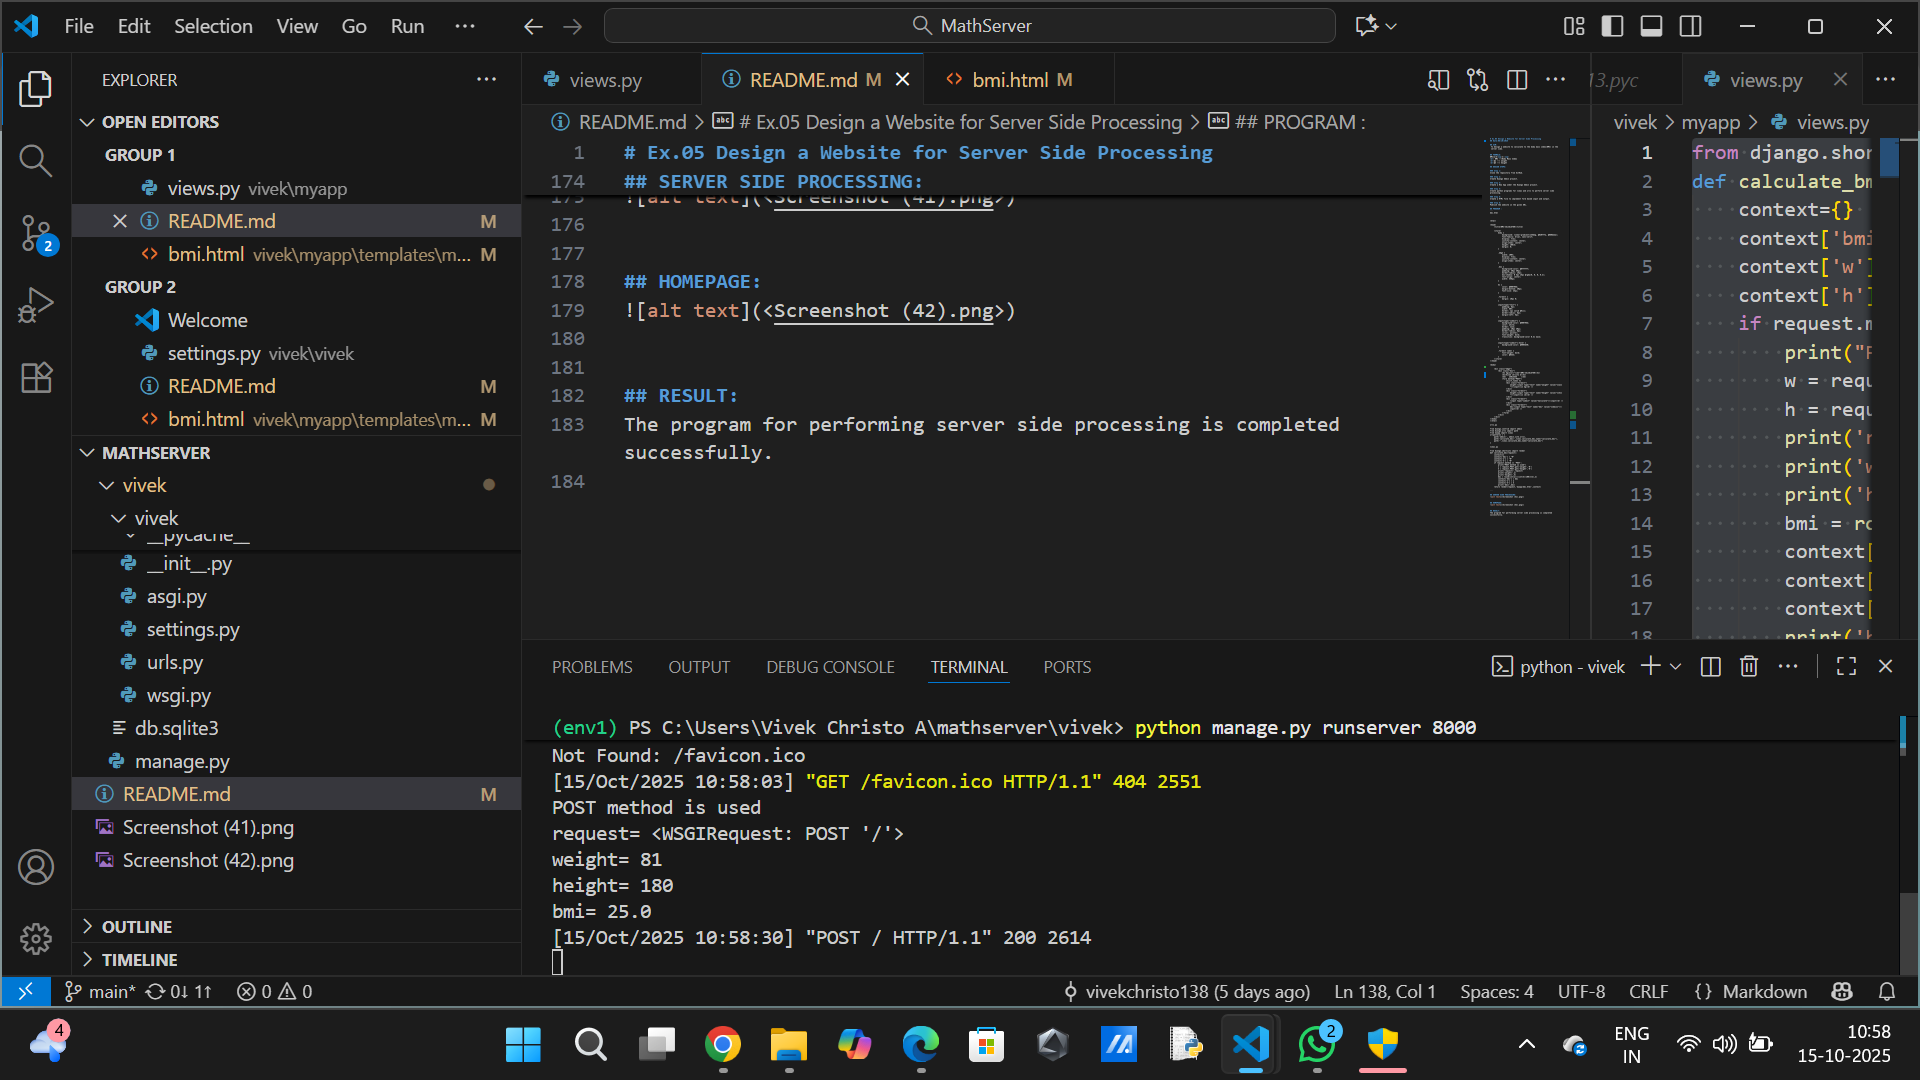 File Edit Selection View Go Run ···
MathServer
EXPLORER
OPEN EDITORS
GROUP 1
views.py vivek\myapp
README.md M
bmi.html vivek\myapp\templates\m... M
GROUP 2
Welcome
settings.py vivek\vivek
README.md M
bmi.html vivek\myapp\templates\m... M
MATHSERVER
vivek
vivek
__pycache__
__init__.py
asgi.py
settings.py
urls.py
wsgi.py
db.sqlite3
manage.py
README.md M
Screenshot (41).png
Screenshot (42).png
OUTLINE
TIMELINE
views.py
README.md M
bmi.html M
README.md > # Ex.05 Design a Website for Server Side Processing > ## PROGRAM :
1 # Ex.05 Design a Website for Server Side Processing
174 ## SERVER SIDE PROCESSING:
175 ![alt text](<Screenshot (41).png>)
176
177
178 ## HOMEPAGE:
179 ![alt text](<Screenshot (42).png>)
180
181
182 ## RESULT:
183 The program for performing server side processing is completed
successfully.
184
13.pyc
views.py
vivek > myapp > views.py
1 from django.shor
2 def calculate_bm
3 context={}
4 context['bmi
5 context['w']
6 context['h']
7 if request.m
8 print("P
9 w = requ
10 h = requ
11 print('r
12 print('w
13 print('h
14 bmi = ro
15 context[
16 context[
17 context[
18 print('h
PROBLEMS OUTPUT DEBUG CONSOLE TERMINAL PORTS
python - vivek
(env1) PS C:\Users\Vivek Christo A\mathserver\vivek> python manage.py runserver 8000
Not Found: /favicon.ico
[15/Oct/2025 10:58:03] "GET /favicon.ico HTTP/1.1" 404 2551
POST method is used
request= <WSGIRequest: POST '/'>
weight= 81
height= 180
bmi= 25.0
[15/Oct/2025 10:58:30] "POST / HTTP/1.1" 200 2614
2
main* 0↓ 1↑ 0 0
vivekchristo138 (5 days ago) Ln 138, Col 1 Spaces: 4 UTF-8 CRLF {} Markdown
4
2
ENG
IN
10:58
15-10-2025